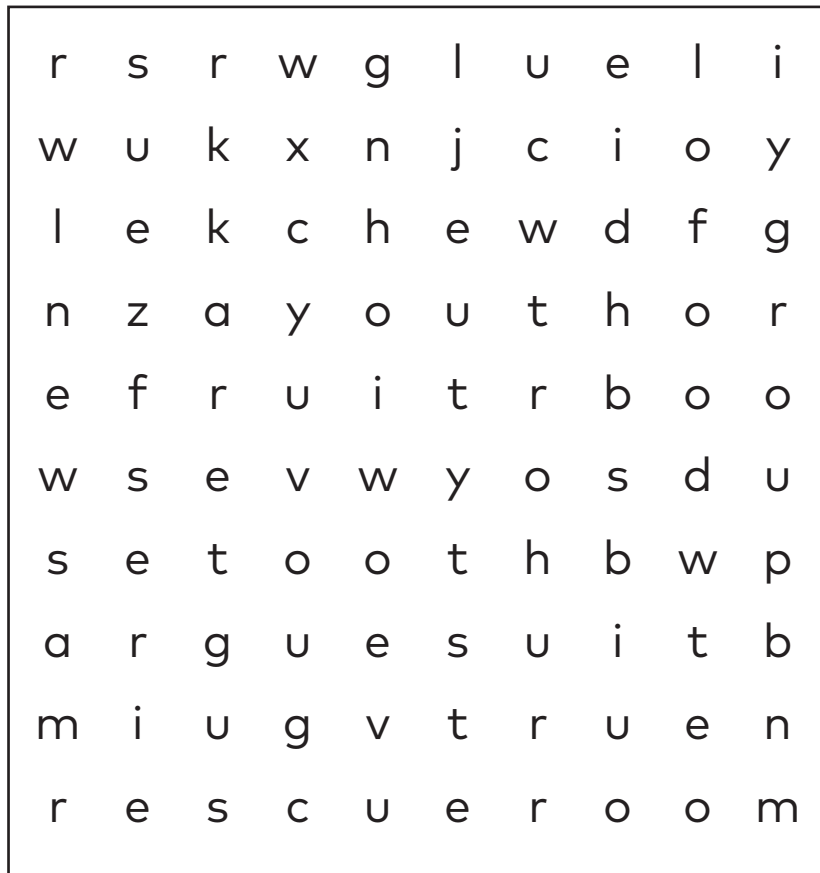 r s r w g l u e l i
w u k x n j c i o y
l e k c h e w d f g
n z a y o u t h o r
e f r u i t r b o o
w s e v w y o s d u
s e t o o t h b w p
a r g u e s u i t b
m i u g v t r u e n
r e s c u e r o o m